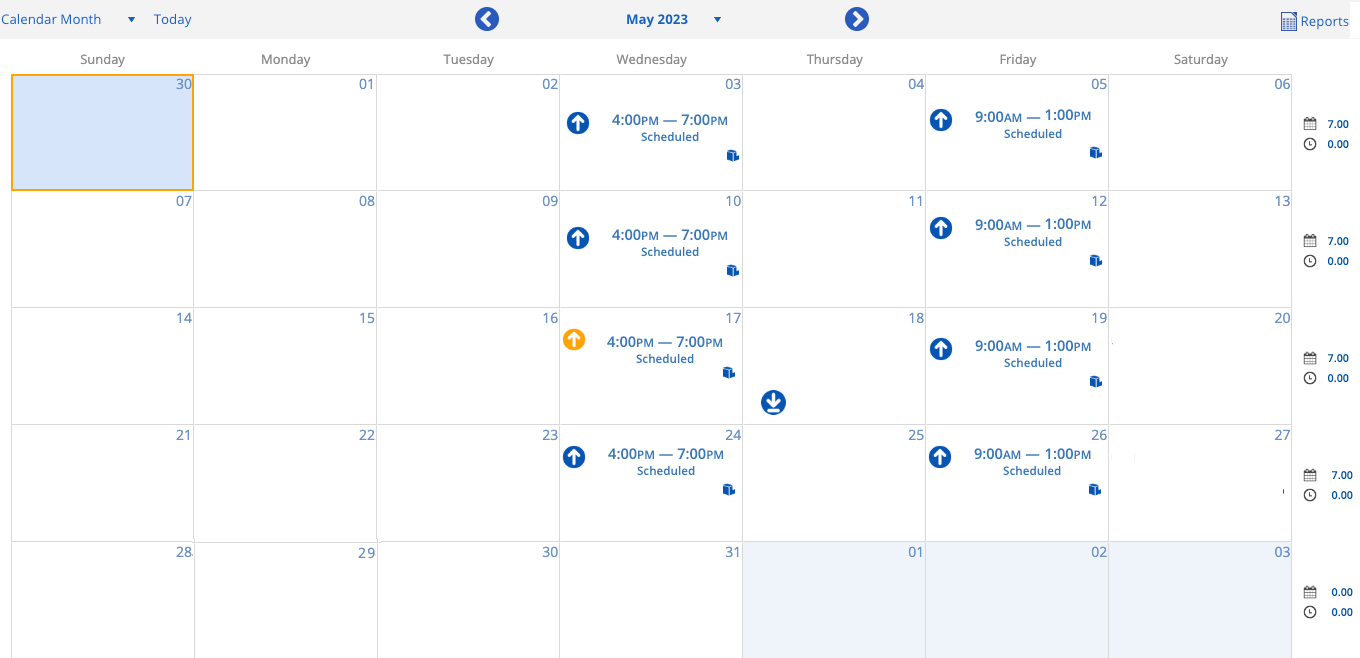 Calendar Month Today May 2023 Reports
Sunday Monday Tuesday Wednesday Thursday Friday Saturday
30 01 02 03 04 05 06
4:00PM — 7:00PM 9:00AM — 1:00PM 7.00
Scheduled Scheduled 0.00
07 08 09 10 11 12 13
4:00PM — 7:00PM 9:00AM — 1:00PM 7.00
Scheduled Scheduled 0.00
14 15 16 17 18 19 20
4:00PM — 7:00PM 9:00AM — 1:00PM 7.00
Scheduled Scheduled 0.00
21 22 23 24 25 26 27
4:00PM — 7:00PM 9:00AM — 1:00PM 7.00
Scheduled Scheduled 0.00
28 29 30 31 01 02 03
0.00
0.00